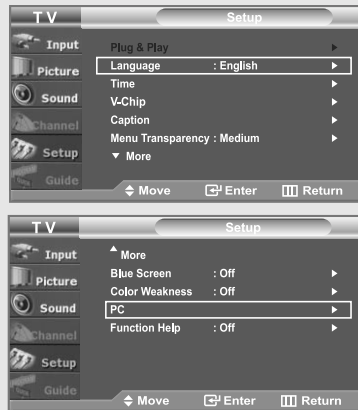 TV Setup
Input
Picture
Sound
Channel
Setup
Guide
Plug & Play
Language : English
Time
V-Chip
Caption
Menu Transparency : Medium
More
Move Enter Return
TV Setup
Input
Picture
Sound
Channel
Setup
Guide
More
Blue Screen : Off
Color Weakness : Off
PC
Function Help : Off
Move Enter Return